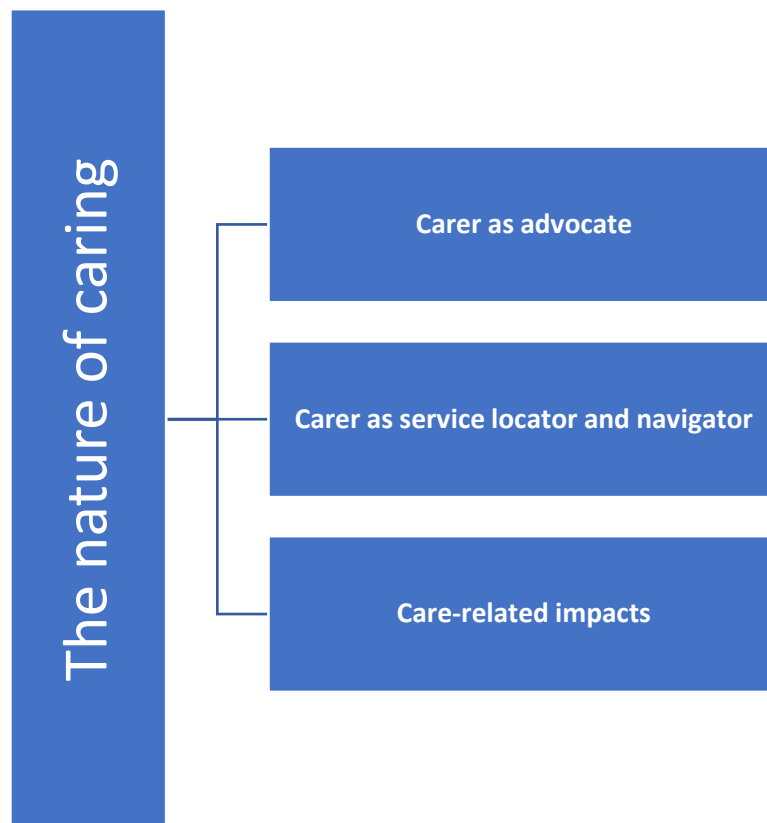 The nature of caring
Carer as advocate
Carer as service locator and navigator
Care-related impacts